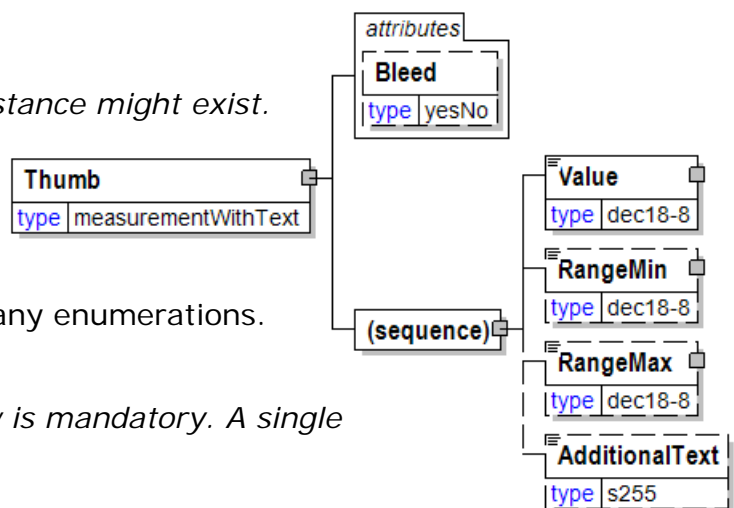 stance might exist.
any enumerations.
y is mandatory. A single
Thumb
type measurementWithText
attributes
Bleed
type yesNo
(sequence)
Value
type dec18-8
RangeMin
type dec18-8
RangeMax
type dec18-8
AdditionalText
type s255